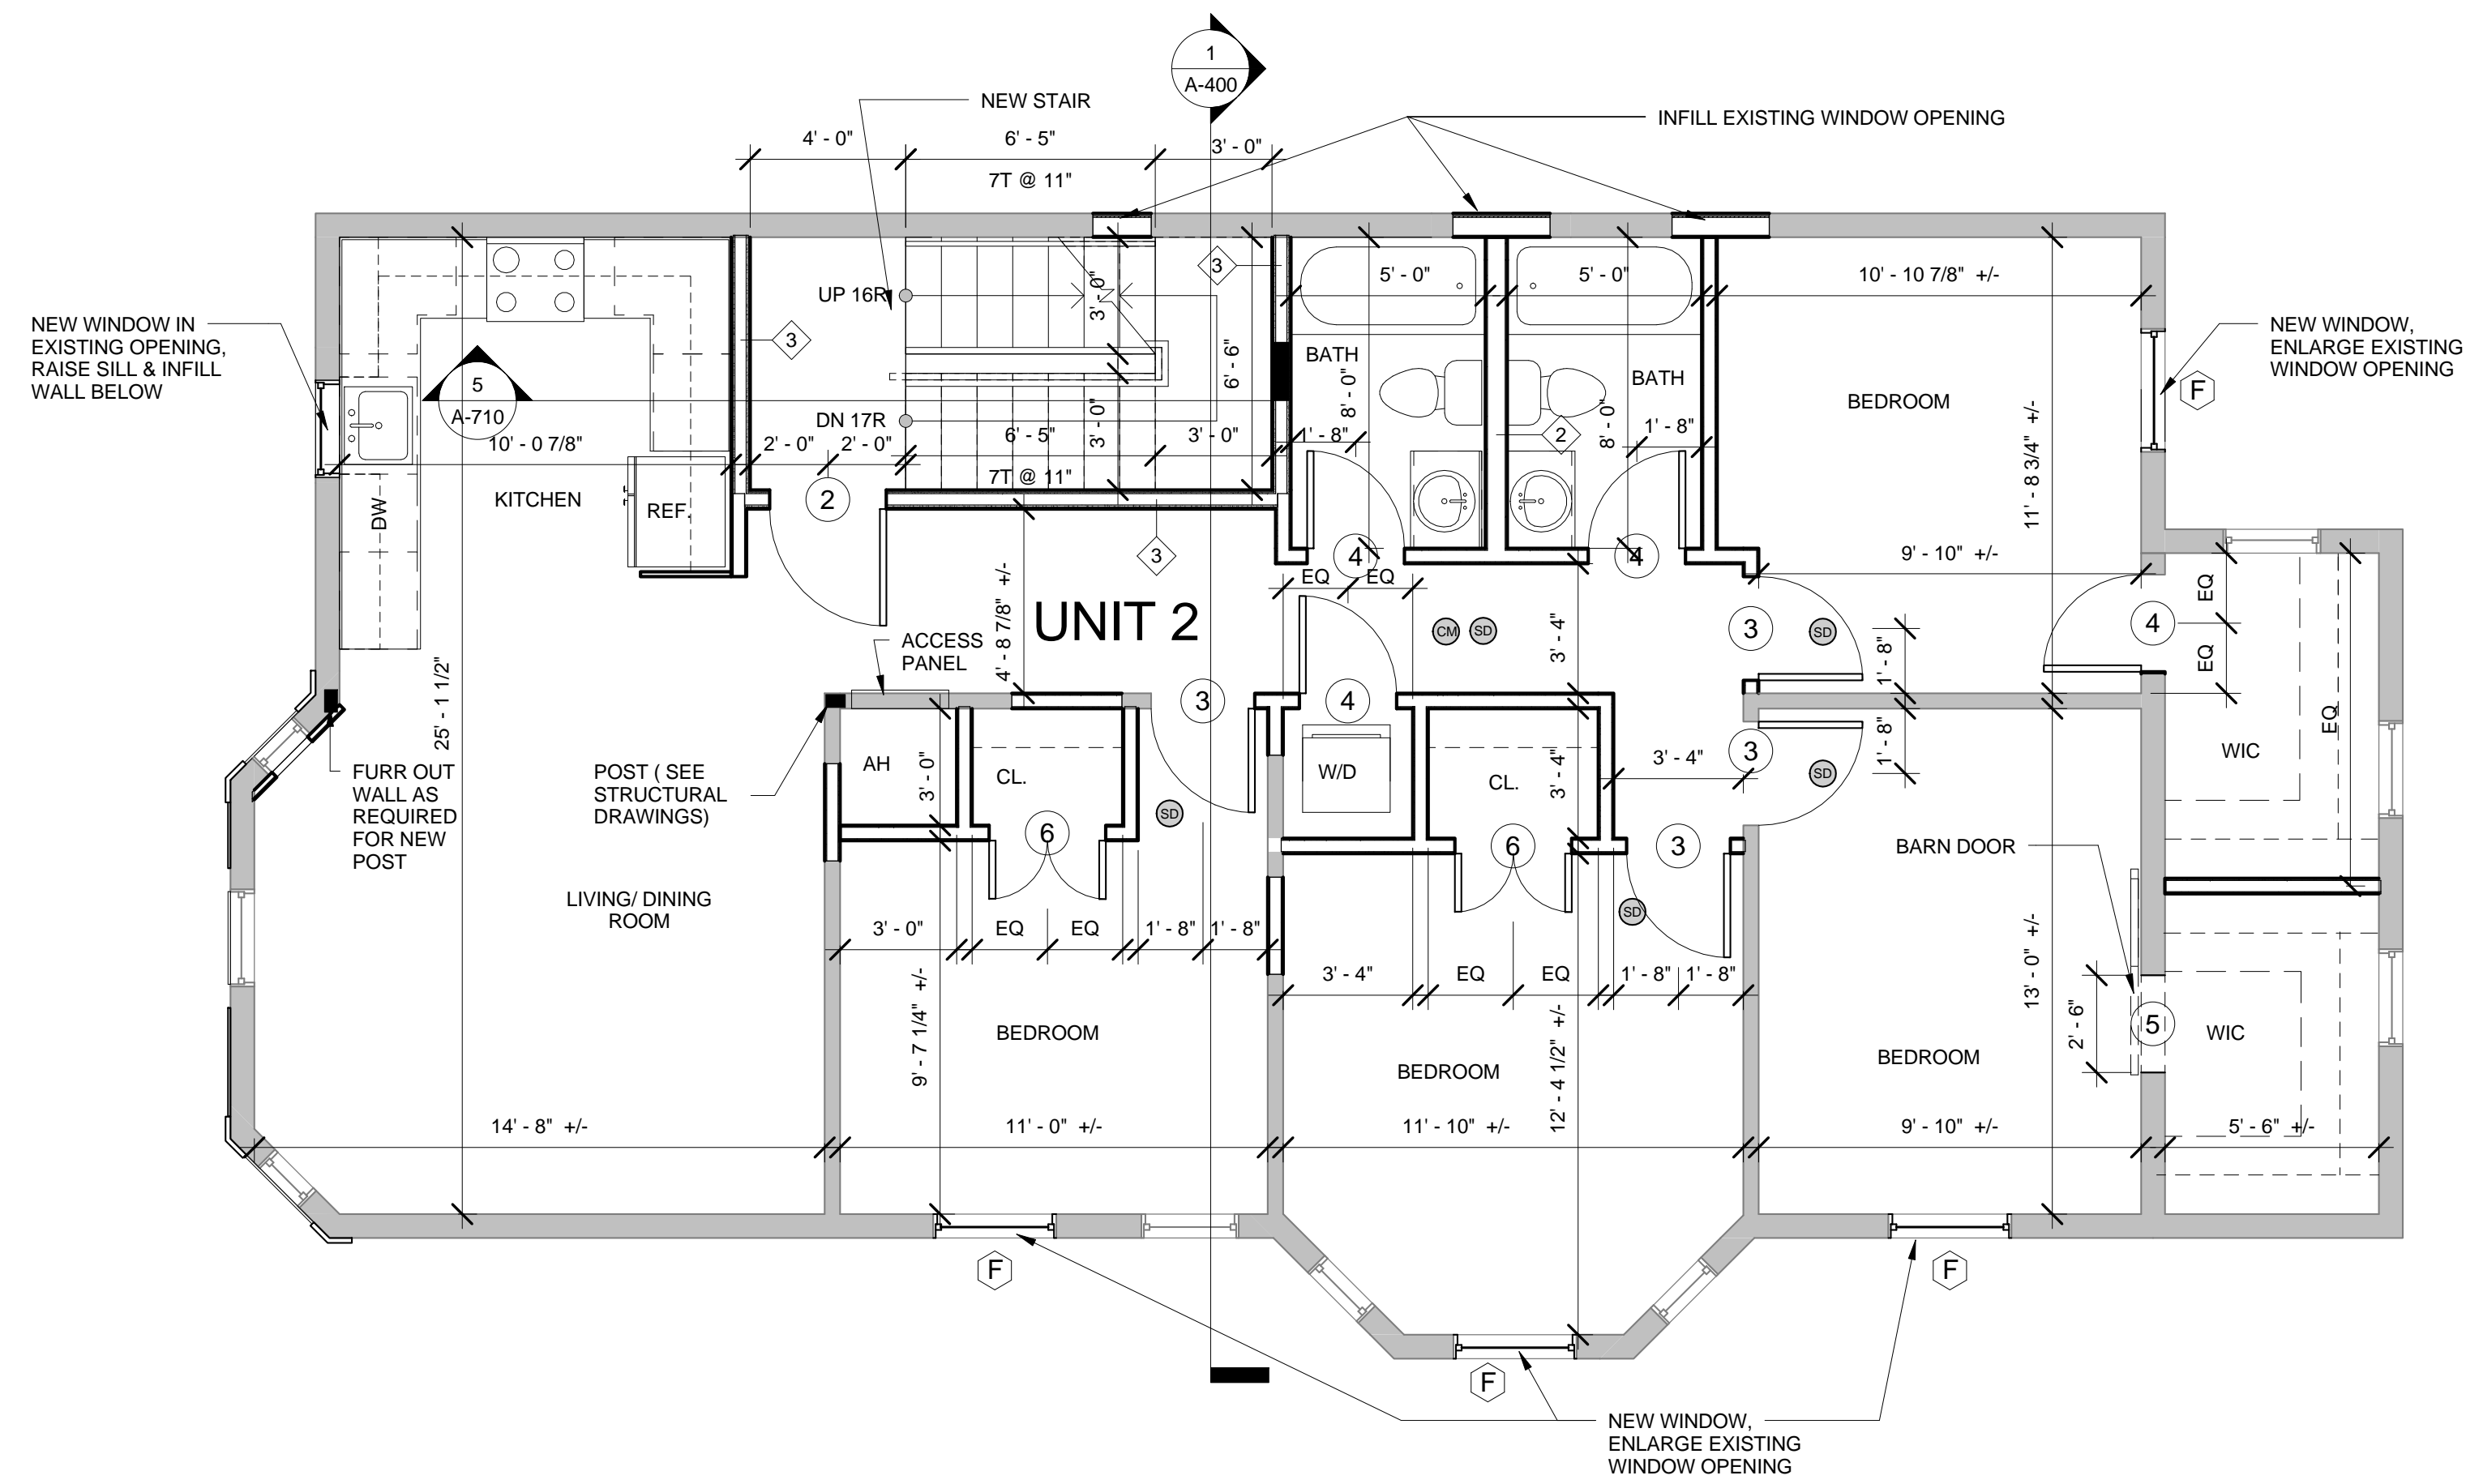 1
A-400
NEW STAIR
INFILL EXISTING WINDOW OPENING
4' - 0"
6' - 5"
3' - 0"
7T @ 11"
3
5' - 0"
5' - 0"
10' - 10 7/8" +/-
UP 16R
3' - 0"
NEW WINDOW IN
EXISTING OPENING,
RAISE SILL & INFILL
WALL BELOW
3
6' - 6"
BATH
BATH
8' - 0"
8' - 0"
NEW WINDOW,
ENLARGE EXISTING
WINDOW OPENING
F
5
A-710
BEDROOM
11' - 8 3/4" +/-
DN 17R
10' - 0 7/8"
2' - 0"
2' - 0"
6' - 5"
3' - 0"
3' - 0"
1' - 8"
2
1' - 8"
7T @ 11"
KITCHEN
REF.
DW
2
3
4
4
9' - 10" +/-
EQ
EQ
EQ
EQ
UNIT 2
4' - 8 7/8" +/-
CM
SD
3' - 4"
3
SD
4
1' - 8"
ACCESS
PANEL
25' - 1 1/2"
3
4
EQ
FURR OUT
WALL AS
REQUIRED
FOR NEW
POST
POST ( SEE
STRUCTURAL
DRAWINGS)
AH
3' - 0"
CL.
W/D
CL.
3' - 4"
3' - 4"
3
1' - 8"
SD
WIC
SD
6
6
3
BARN DOOR
LIVING/ DINING
ROOM
SD
3' - 0"
EQ
EQ
1' - 8"
1' - 8"
3' - 4"
EQ
EQ
1' - 8"
1' - 8"
9' - 7 1/4" +/-
BEDROOM
12' - 4 1/2" +/-
BEDROOM
13' - 0" +/-
BEDROOM
2' - 6"
5
WIC
14' - 8" +/-
11' - 0" +/-
11' - 10" +/-
9' - 10" +/-
5' - 6" +/-
F
F
F
NEW WINDOW,
ENLARGE EXISTING
WINDOW OPENING